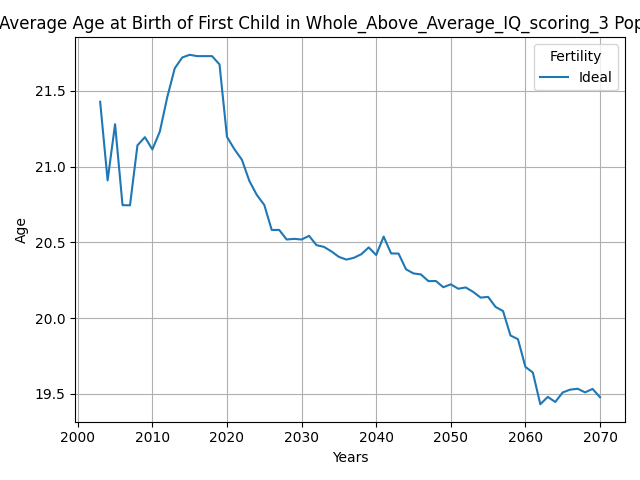 Average Age at Birth of First Child in Whole_Above_Average_IQ_scoring_3 Pop
Fertility
Ideal
21.5
21.0
20.5
20.0
19.5
Age
2000 2010 2020 2030 2040 2050 2060 2070
Years